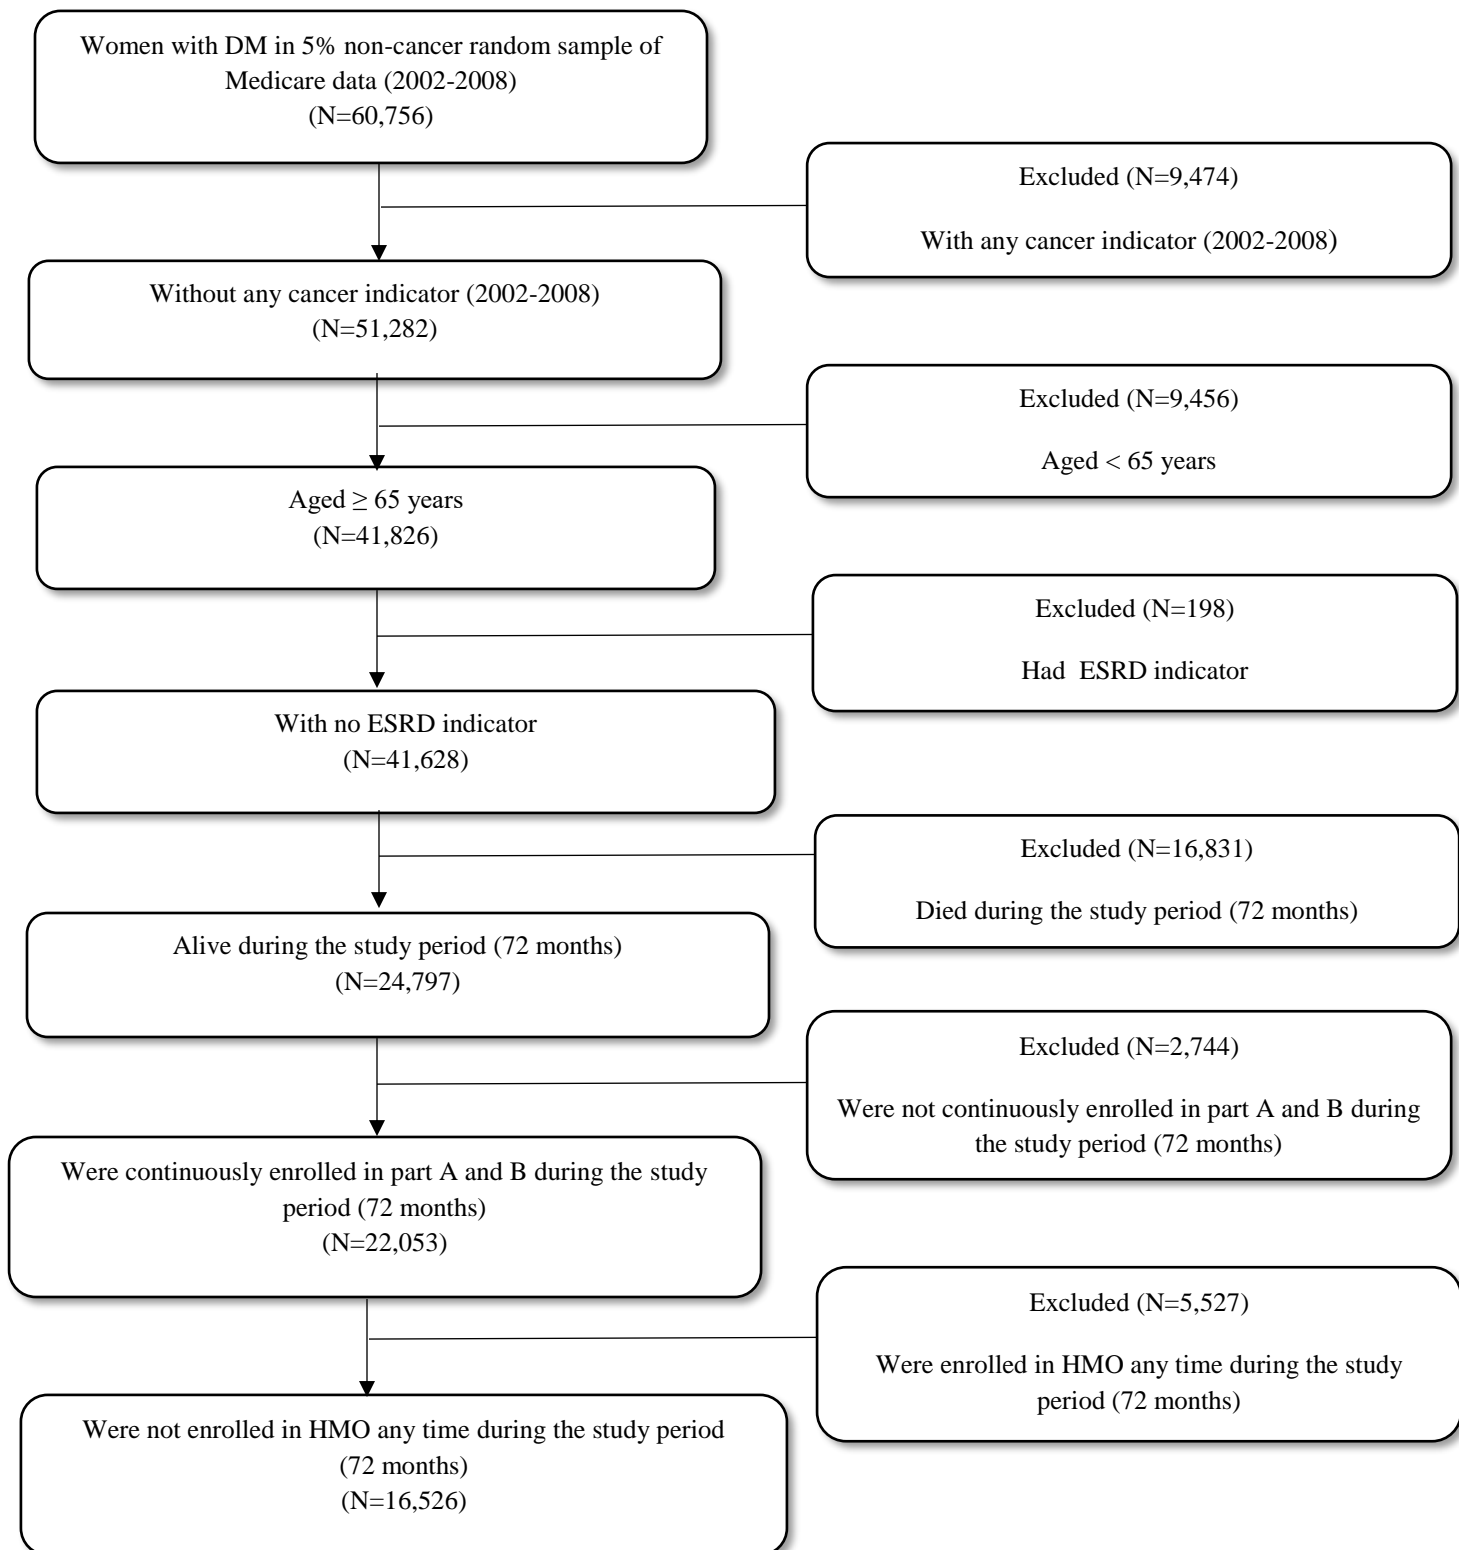 Women with DM in 5% non-cancer random sample of
Medicare data (2002-2008)
(N=60,756)
Excluded (N=9,474)
With any cancer indicator (2002-2008)
Without any cancer indicator (2002-2008)
(N=51,282)
Excluded (N=9,456)
Aged < 65 years
Aged ≥ 65 years
(N=41,826)
Excluded (N=198)
Had  ESRD indicator
With no ESRD indicator
(N=41,628)
Excluded (N=16,831)
Died during the study period (72 months)
Alive during the study period (72 months)
(N=24,797)
Excluded (N=2,744)
Were not continuously enrolled in part A and B during
the study period (72 months)
Were continuously enrolled in part A and B during the study
period (72 months)
(N=22,053)
Excluded (N=5,527)
Were enrolled in HMO any time during the study
period (72 months)
Were not enrolled in HMO any time during the study period
(72 months)
(N=16,526)